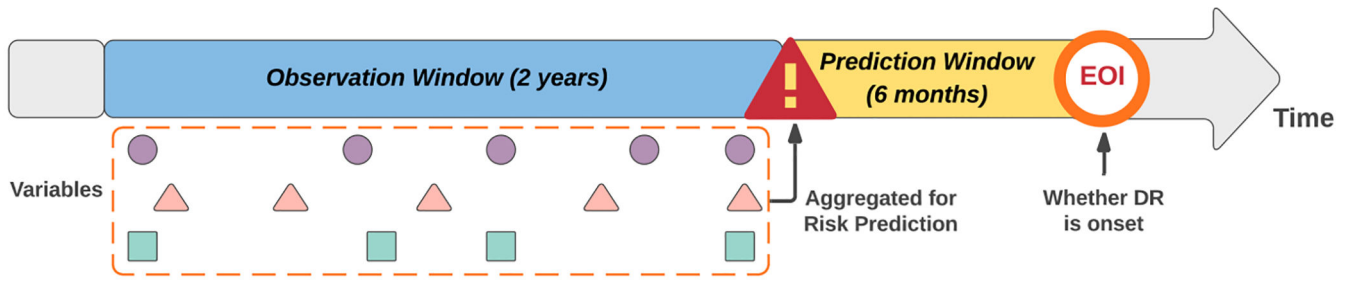 Observation Window (2 years)
!
Prediction Window
(6 months)
EOI
Time
Variables
Aggregated for
Risk Prediction
Whether DR
is onset